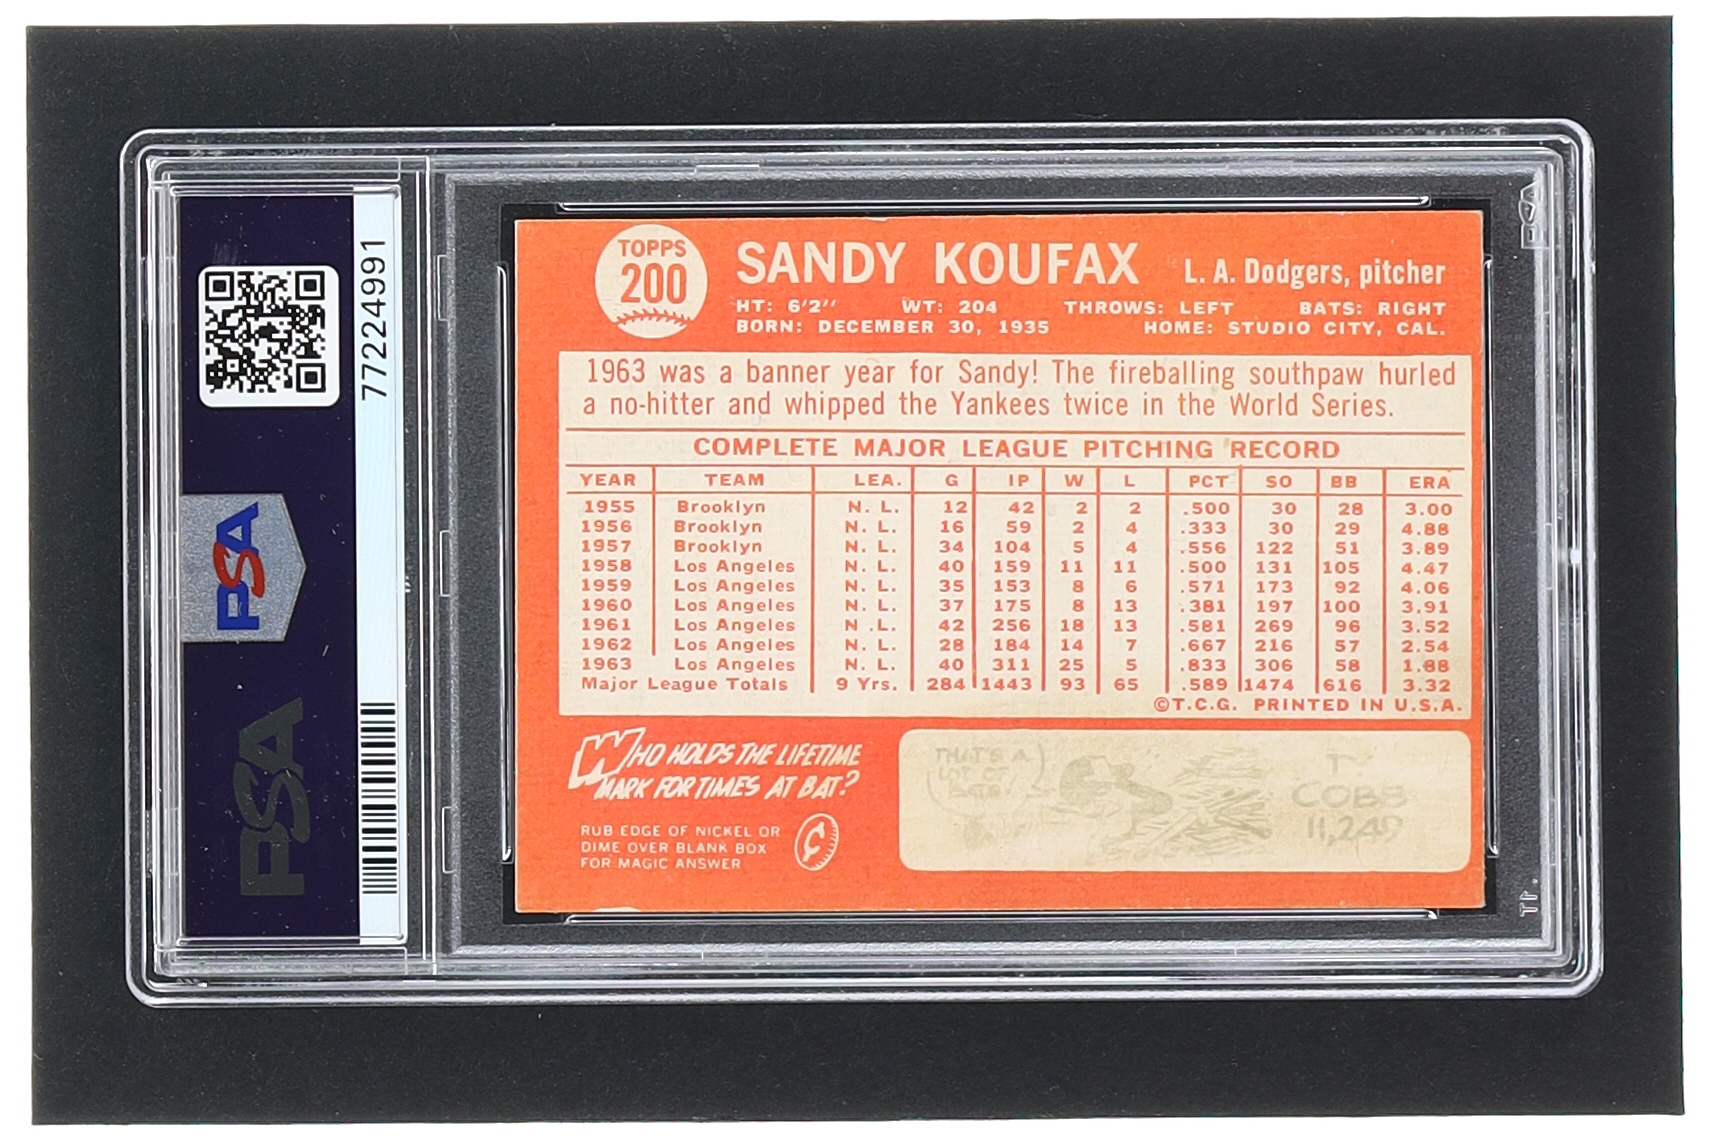 77224991
PSA
PSA
PSA
TOPPS
200
SANDY KOUFAX L. A. Dodgers, pitcher
HT: 6'2'' WT: 204 THROWS: LEFT BATS: RIGHT
BORN: DECEMBER 30, 1935 HOME: STUDIO CITY, CAL.
1963 was a banner year for Sandy! The fireballing southpaw hurled
a no-hitter and whipped the Yankees twice in the World Series.
COMPLETE MAJOR LEAGUE PITCHING RECORD
YEAR TEAM LEA. G IP W L PCT SO BB ERA
1955 Brooklyn N. L. 12 42 2 2 .500 30 28 3.00
1956 Brooklyn N. L. 16 59 2 4 .333 30 29 4.88
1957 Brooklyn N. L. 34 104 5 4 .556 122 51 3.89
1958 Los Angeles N. L. 40 159 11 11 .500 131 105 4.47
1959 Los Angeles N. L. 35 153 8 6 .571 173 92 4.06
1960 Los Angeles N. L. 37 175 8 13 .381 197 100 3.91
1961 Los Angeles N. L. 42 256 18 13 .581 269 96 3.52
1962 Los Angeles N. L. 28 184 14 7 .667 216 57 2.54
1963 Los Angeles N. L. 40 311 25 5 .833 306 58 1.88
Major League Totals 9 Yrs. 284 1443 93 65 .589 1474 616 3.32
©T.C.G. PRINTED IN U.S.A.
WHO HOLDS THE LIFETIME
MARK FOR TIMES AT BAT?
RUB EDGE OF NICKEL OR
DIME OVER BLANK BOX
FOR MAGIC ANSWER
THAT'S A
LOT OF
BATS!
COBB